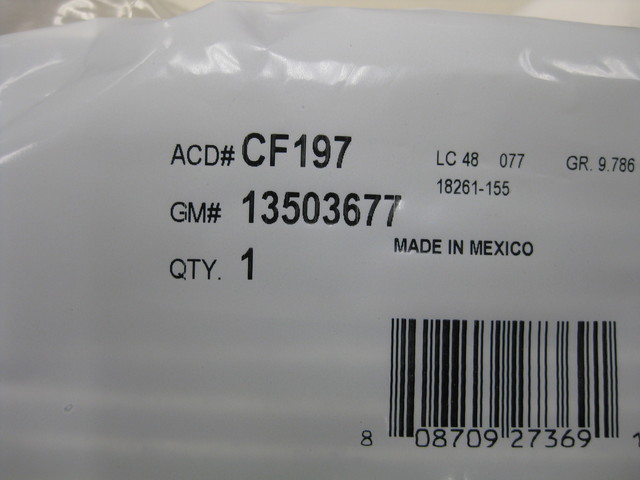 ACD# CF197
LC 48 077
GR. 9.786
18261-155
GM# 13503677
MADE IN MEXICO
QTY. 1
8 08709 27369 1